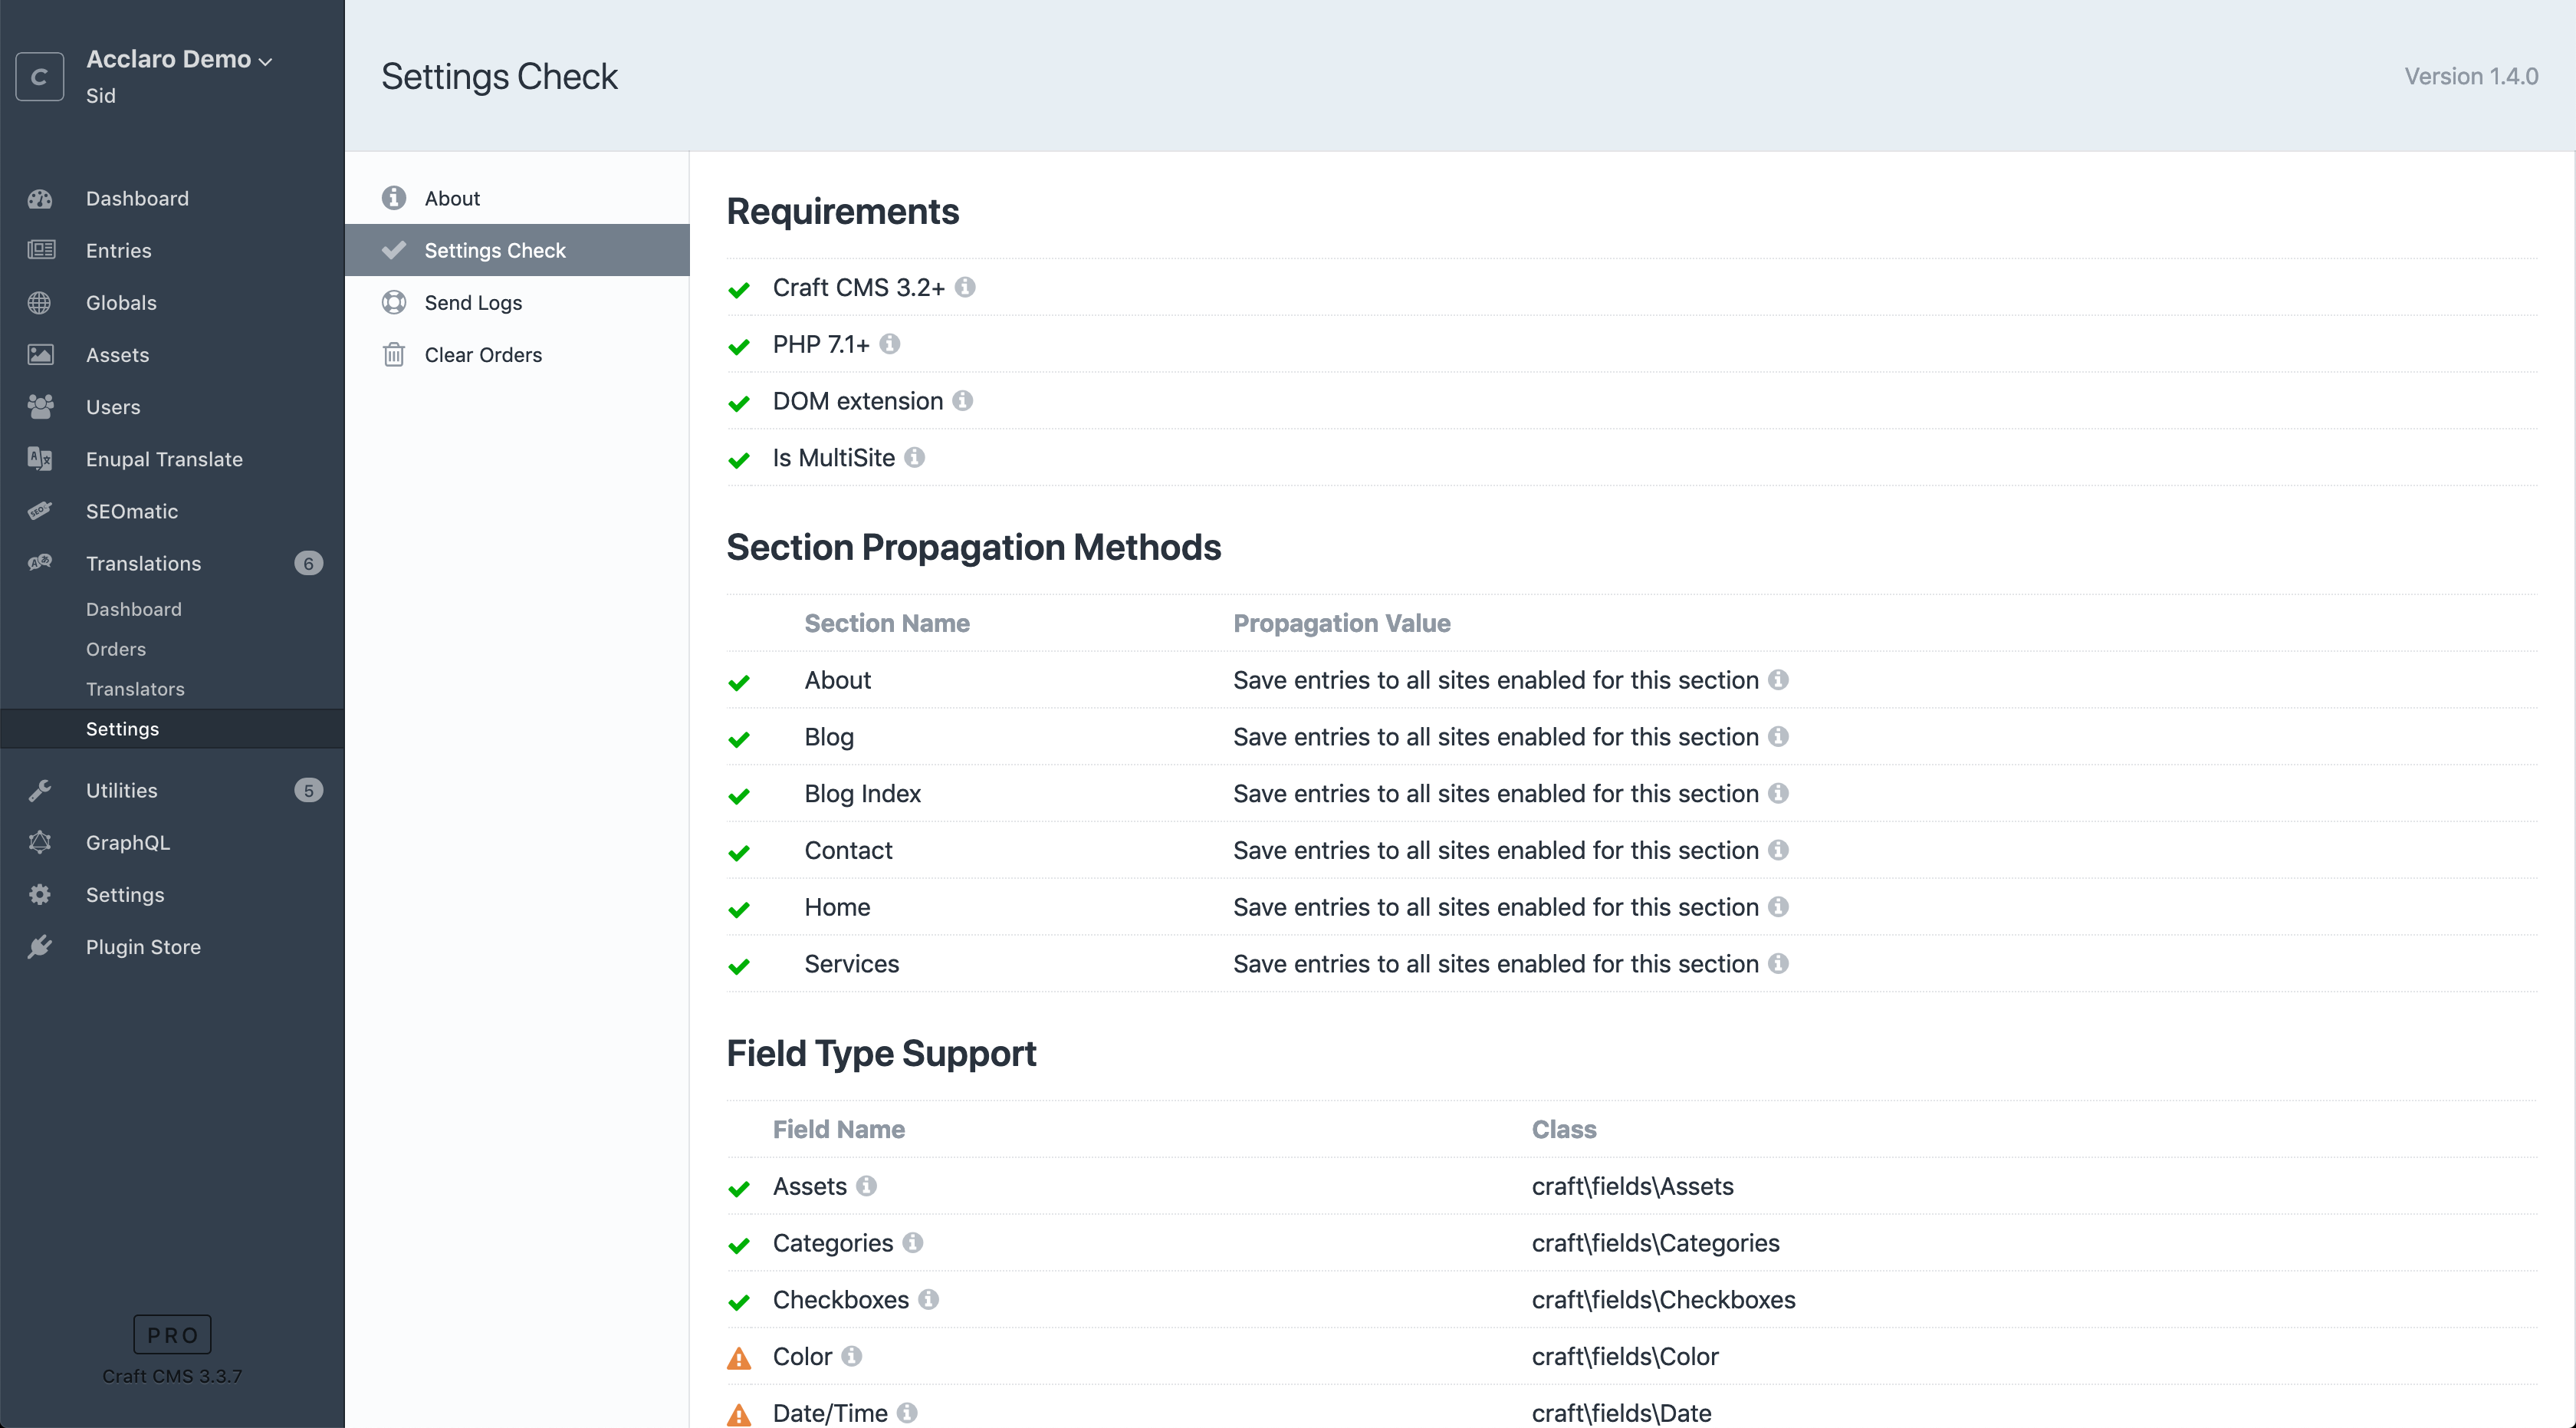 C
Acclaro Demo
Sid
Dashboard
Entries
Globals
Assets
Users
Enupal Translate
SEOmatic
Translations 6
Dashboard
Orders
Translators
Settings
Utilities 5
GraphQL
Settings
Plugin Store
PRO
Craft CMS 3.3.7
Settings Check
Version 1.4.0
About
Settings Check
Send Logs
Clear Orders
Requirements
Craft CMS 3.2+
PHP 7.1+
DOM extension
Is MultiSite
Section Propagation Methods
Section Name Propagation Value
About Save entries to all sites enabled for this section
Blog Save entries to all sites enabled for this section
Blog Index Save entries to all sites enabled for this section
Contact Save entries to all sites enabled for this section
Home Save entries to all sites enabled for this section
Services Save entries to all sites enabled for this section
Field Type Support
Field Name Class
Assets craft\fields\Assets
Categories craft\fields\Categories
Checkboxes craft\fields\Checkboxes
Color craft\fields\Color
Date/Time craft\fields\Date